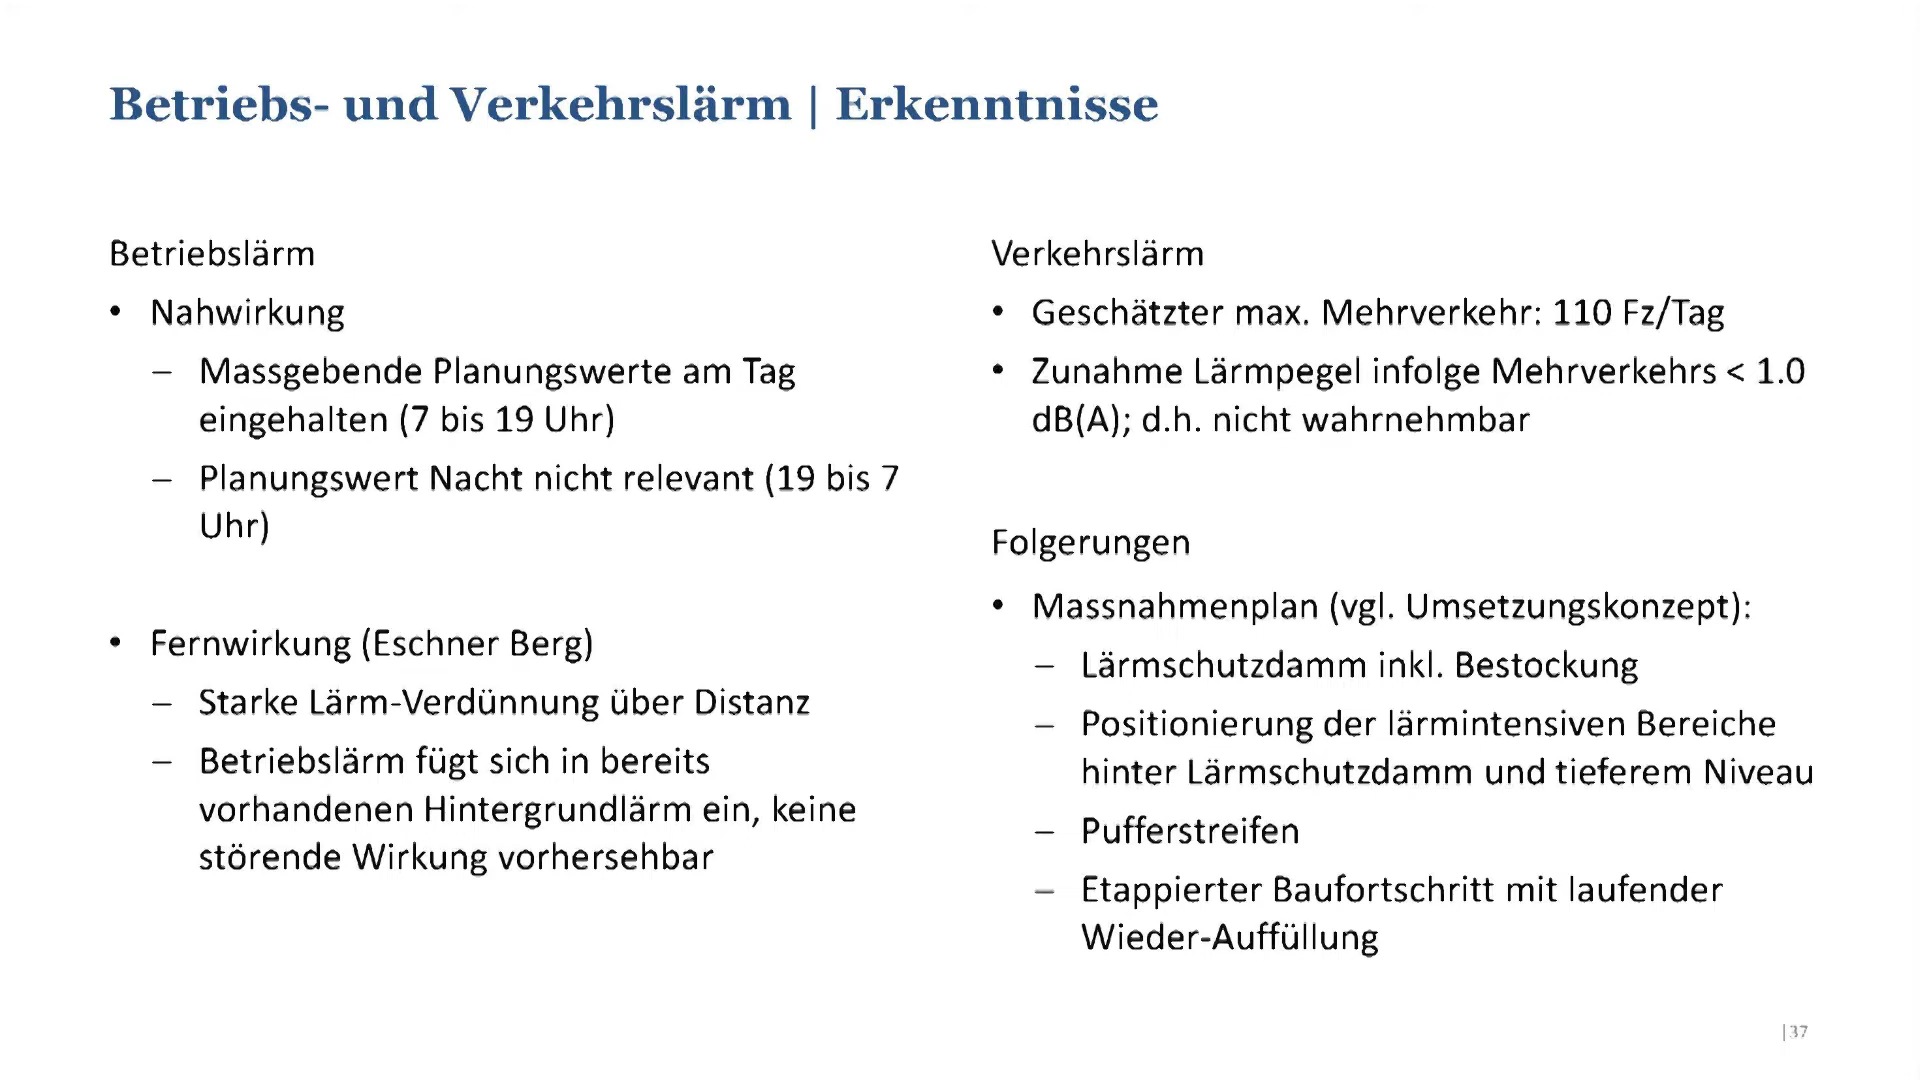 Betriebs- und Verkehrslärm | Erkenntnisse
Betriebslärm
• Nahwirkung
– Massgebende Planungswerte am Tag
eingehalten (7 bis 19 Uhr)
– Planungswert Nacht nicht relevant (19 bis 7
Uhr)
• Fernwirkung (Eschner Berg)
– Starke Lärm-Verdünnung über Distanz
– Betriebslärm fügt sich in bereits
vorhandenen Hintergrundlärm ein, keine
störende Wirkung vorhersehbar
Verkehrslärm
• Geschätzter max. Mehrverkehr: 110 Fz/Tag
• Zunahme Lärmpegel infolge Mehrverkehrs < 1.0
dB(A); d.h. nicht wahrnehmbar
Folgerungen
• Massnahmenplan (vgl. Umsetzungskonzept):
– Lärmschutzdamm inkl. Bestockung
– Positionierung der lärmintensiven Bereiche
hinter Lärmschutzdamm und tieferem Niveau
– Pufferstreifen
– Etappierter Baufortschritt mit laufender
Wieder-Auffüllung
| 37